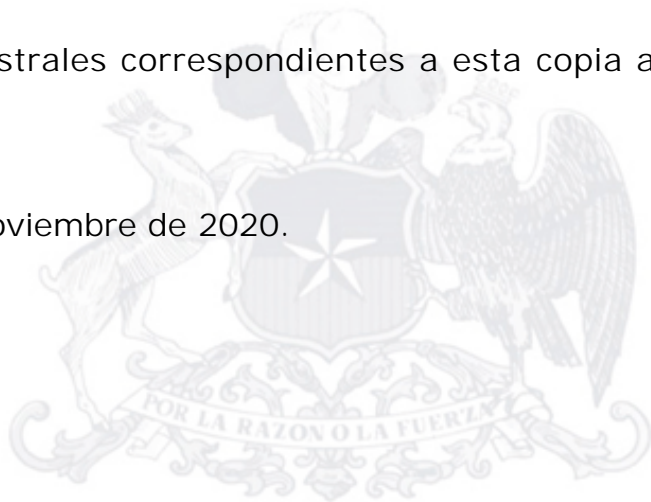 strales correspondientes a esta copia a
oviembre de 2020.
POR LA RAZON O LA FUERZA